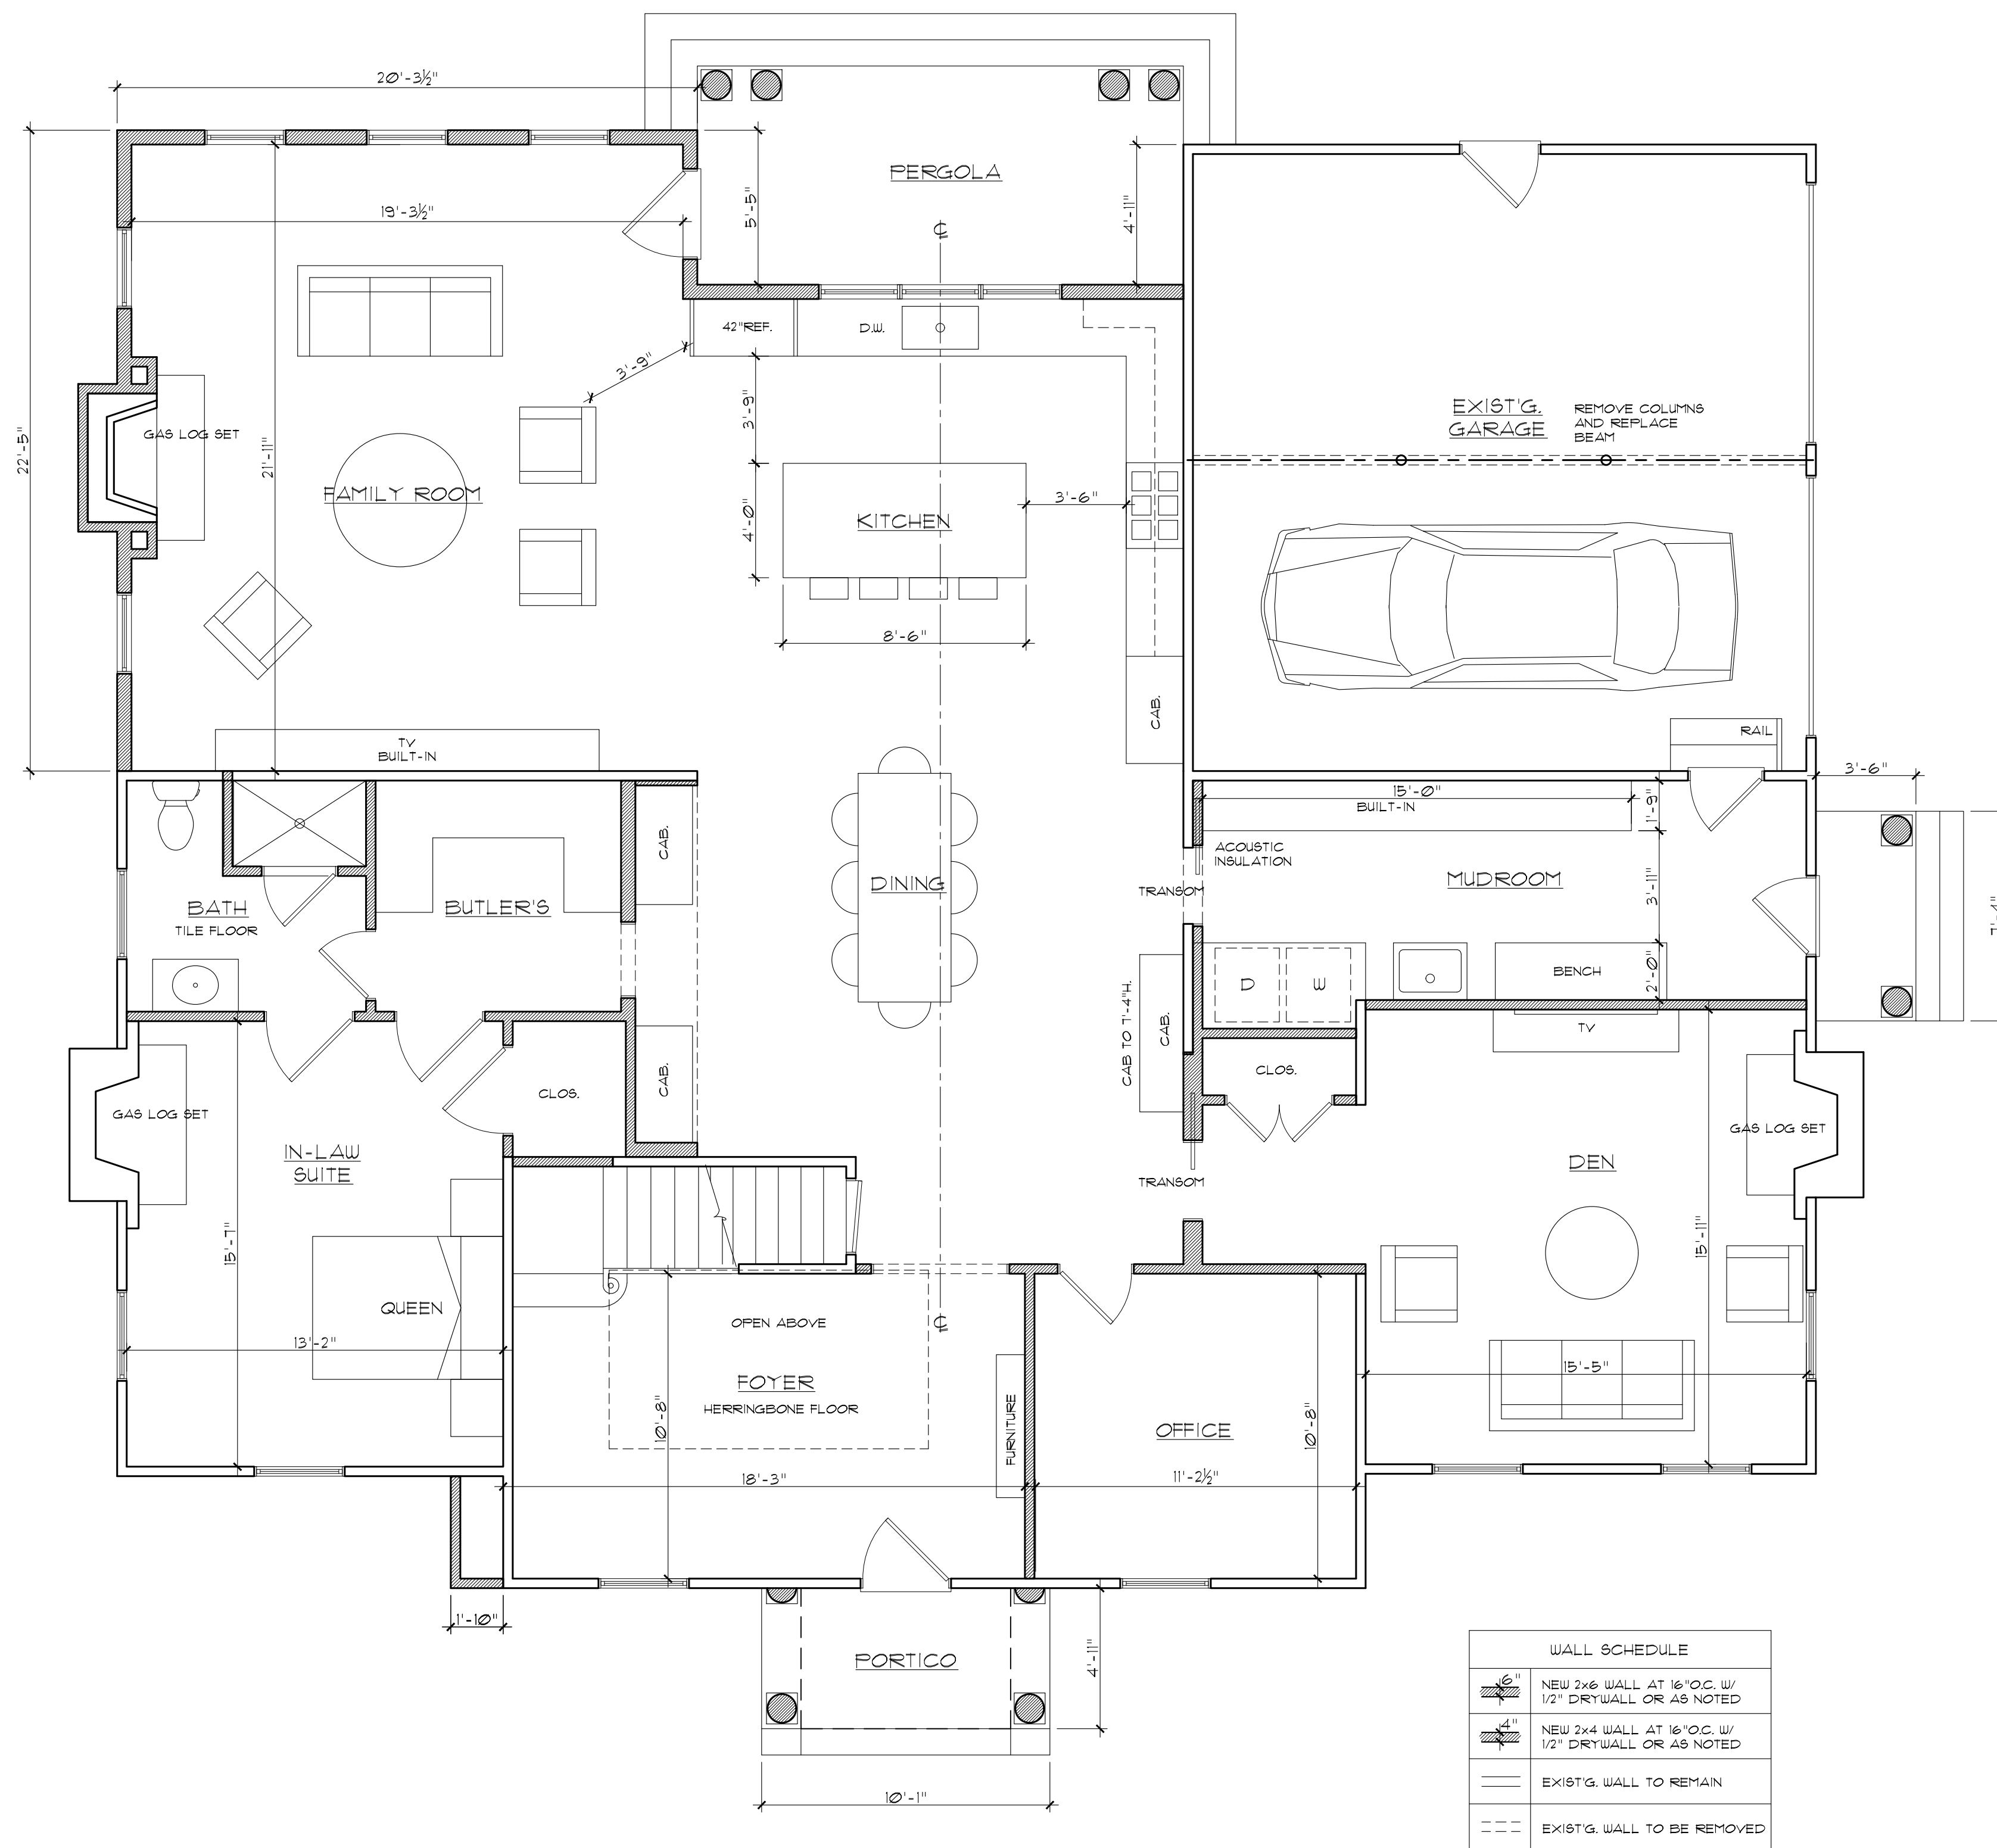 20'-3½"
PERGOLA
19'-3½"
5'-5"
4'-11"
22'-5"
21'-11"
42"REF.
D.W.
3'-9"
3'-9"
GAS LOG SET
EXIST'G.
GARAGE
REMOVE COLUMNS
AND REPLACE
BEAM
FAMILY ROOM
4'-0"
KITCHEN
3'-6"
8'-6"
CAB.
RAIL
TV
BUILT-IN
3'-6"
15'-0"
BUILT-IN
1'-9"
CAB.
ACOUSTIC
INSULATION
DINING
TRANSOM
MUDROOM
3'-11"
7'-4"
BATH
TILE FLOOR
BUTLER'S
D
W
BENCH
2'-0"
CAB TO 7'-4"H.
CAB.
TV
CAB.
CLOS.
CLOS.
GAS LOG SET
GAS LOG SET
IN-LAW
SUITE
DEN
TRANSOM
15'-7"
15'-11"
QUEEN
13'-2"
OPEN ABOVE
℄
℄
FOYER
HERRINGBONE FLOOR
10'-8"
FURNITURE
OFFICE
10'-8"
15'-5"
18'-3"
11'-2½"
1'-10"
PORTICO
4'-11"
10'-1"
WALL SCHEDULE
6"
NEW 2x6 WALL AT 16"O.C. W/
1/2" DRYWALL OR AS NOTED
4"
NEW 2x4 WALL AT 16"O.C. W/
1/2" DRYWALL OR AS NOTED
EXIST'G. WALL TO REMAIN
EXIST'G. WALL TO BE REMOVED